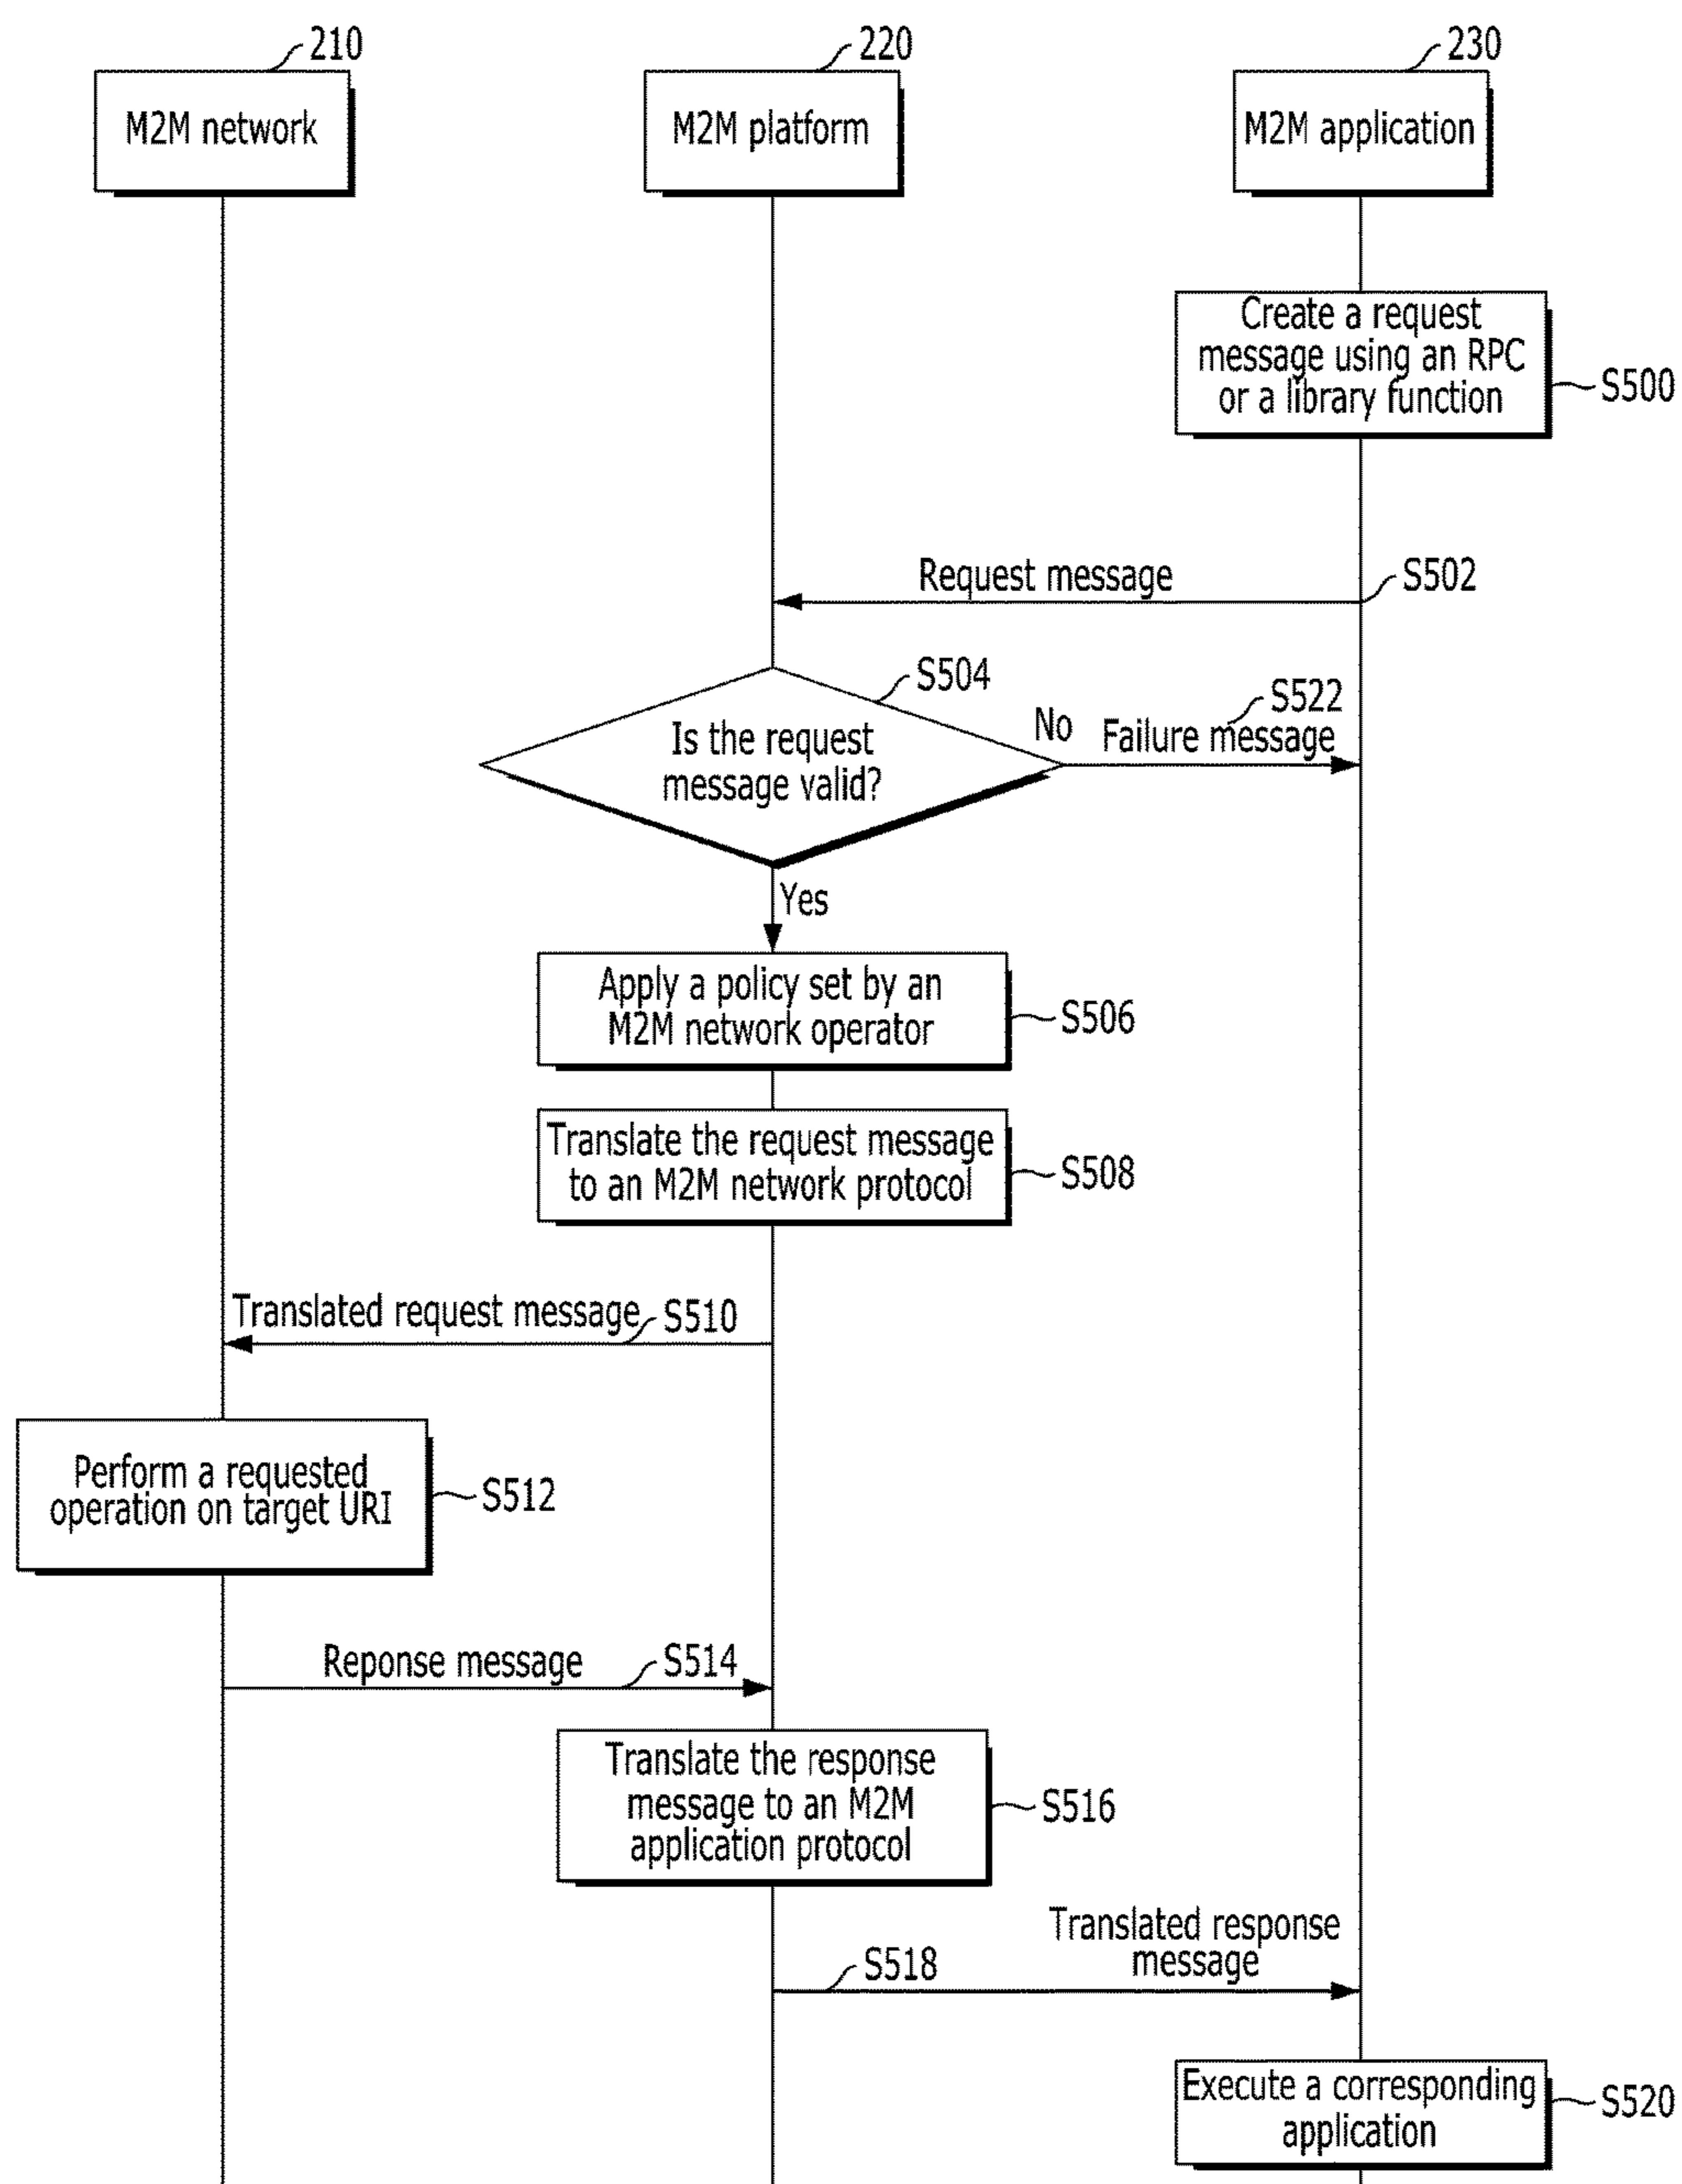 210
220
230
M2M network
M2M platform
M2M application
Create a request
message using an RPC
or a library function
S500
Request message
S502
S504
Is the request
message valid?
No
S522
Failure message
Yes
Apply a policy set by an
M2M network operator
S506
Translate the request message
to an M2M network protocol
S508
Translated request message
S510
Perform a requested
operation on target URI
S512
Reponse message
S514
Translate the response
message to an M2M
application protocol
S516
S518
Translated response
message
Execute a corresponding
application
S520